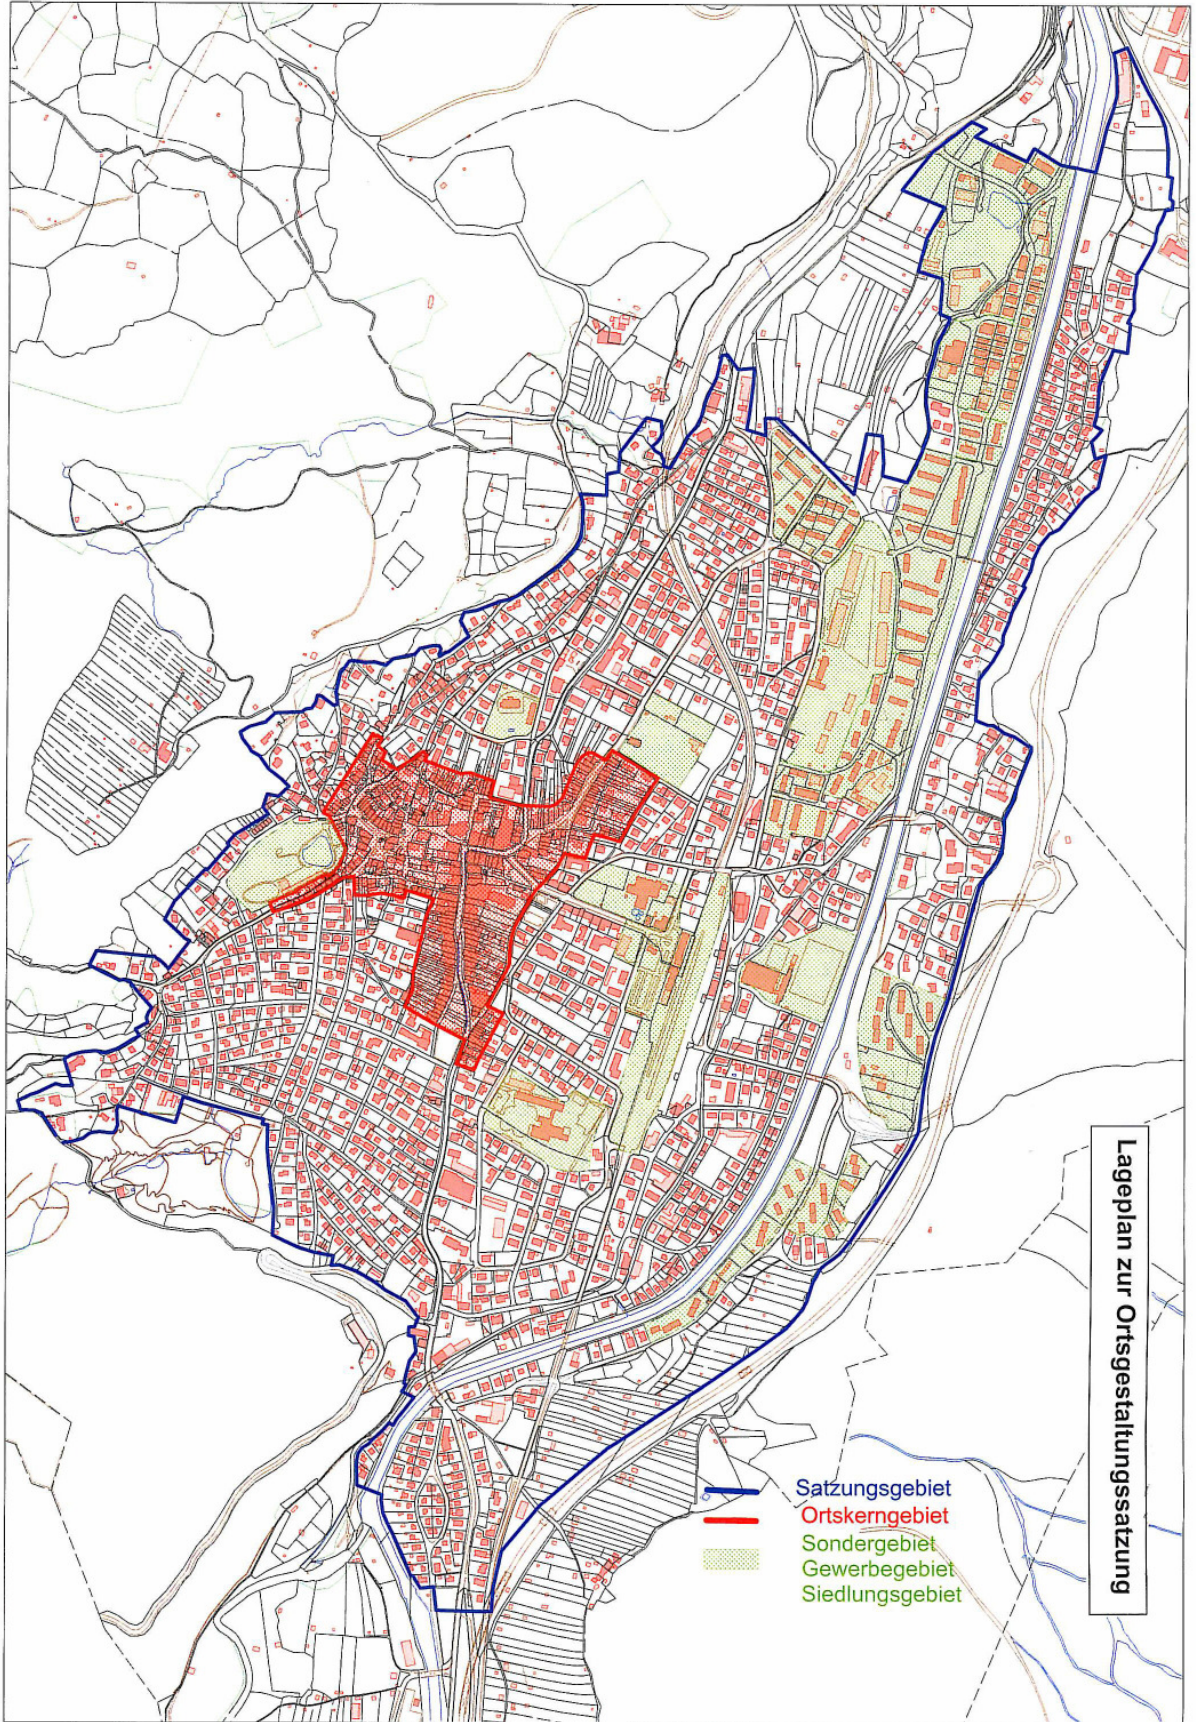 Lageplan zur Ortsgestaltungssatzung
Satzungsgebiet
Ortskerngebiet
Sondergebiet
Gewerbegebiet
Siedlungsgebiet